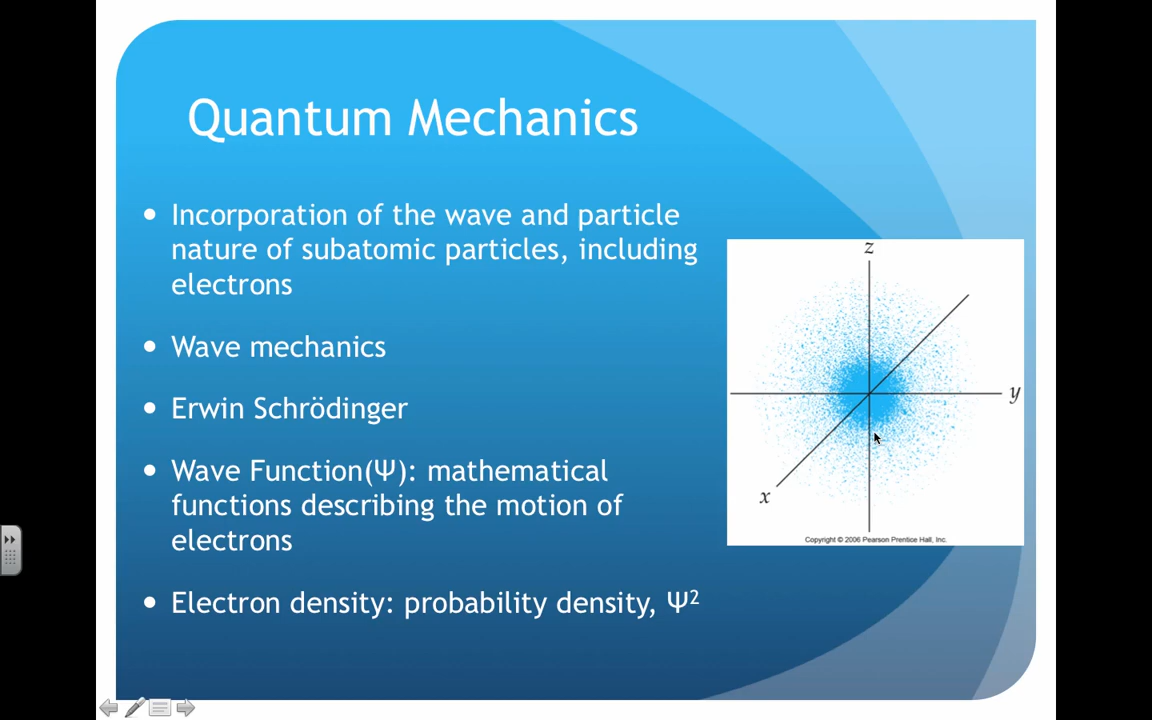 Quantum Mechanics
• Incorporation of the wave and particle
nature of subatomic particles, including
electrons
• Wave mechanics
• Erwin Schrödinger
• Wave Function(Ψ): mathematical
functions describing the motion of
electrons
• Electron density: probability density, Ψ²
z
y
x
Copyright © 2006 Pearson Prentice Hall, Inc.